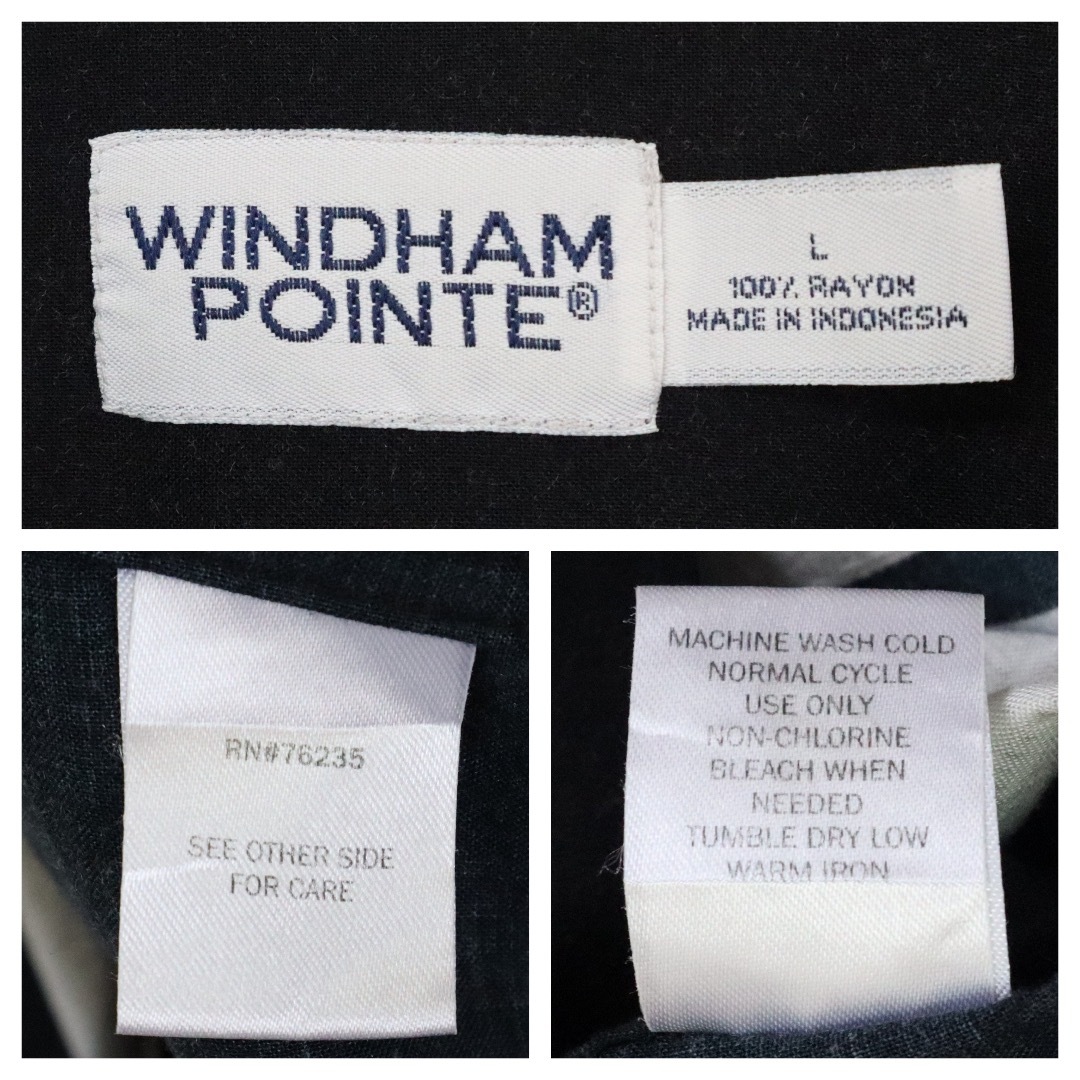 WINDHAM
POINTE®
L
100% RAYON
MADE IN INDONESIA
RN#76235
SEE OTHER SIDE
FOR CARE
MACHINE WASH COLD
NORMAL CYCLE
USE ONLY
NON-CHLORINE
BLEACH WHEN
NEEDED
TUMBLE DRY LOW
WARM IRON